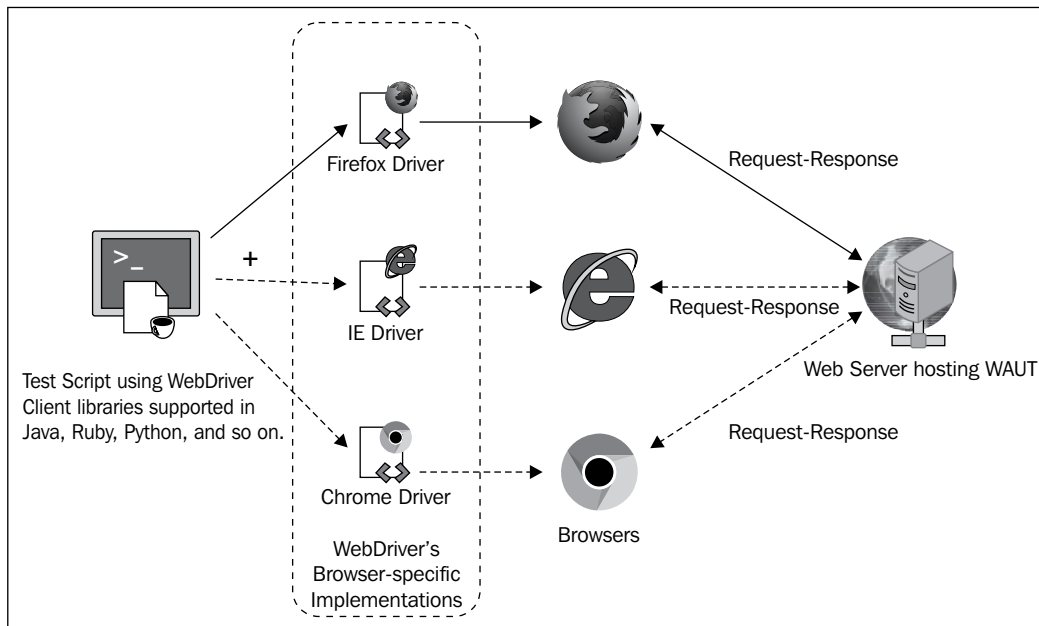 Firefox Driver
Request-Response
>_
+
IE Driver
Request-Response
Web Server hosting WAUT
Test Script using WebDriver
Client libraries supported in
Java, Ruby, Python, and so on.
Request-Response
Chrome Driver
Browsers
WebDriver's
Browser-specific
Implementations